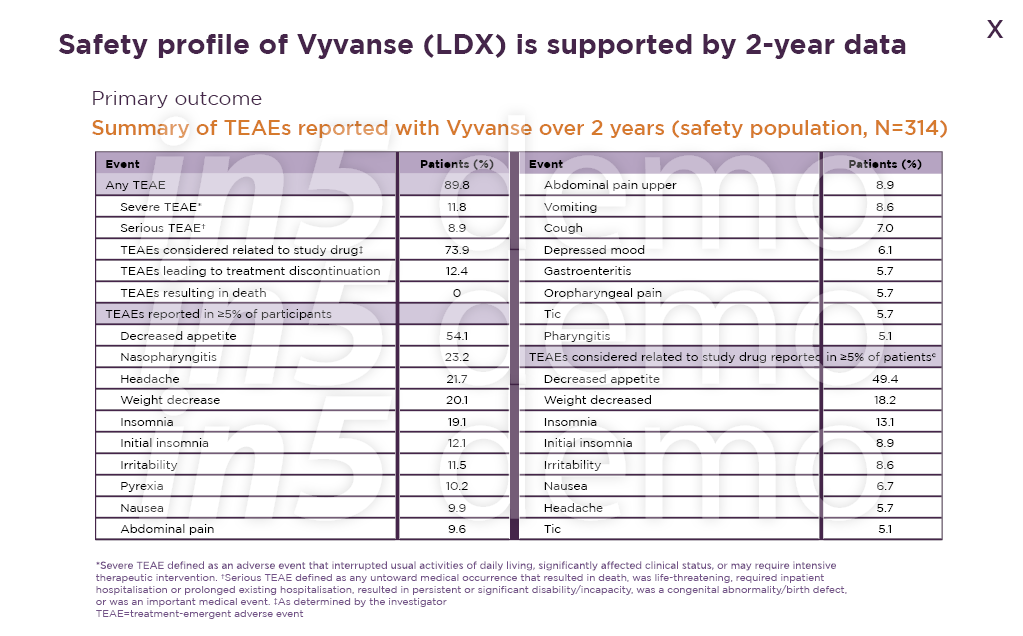 Safety profile of Vyvanse (LDX) is supported by 2-year data
X
Primary outcome
Summary of TEAEs reported with Vyvanse over 2 years (safety population, N=314)
Event Patients (%)
Any TEAE 89.8
Severe TEAE* 11.8
Serious TEAE† 8.9
TEAEs considered related to study drug‡ 73.9
TEAEs leading to treatment discontinuation 12.4
TEAEs resulting in death 0
TEAEs reported in ≥5% of participants
Decreased appetite 54.1
Nasopharyngitis 23.2
Headache 21.7
Weight decrease 20.1
Insomnia 19.1
Initial insomnia 12.1
Irritability 11.5
Pyrexia 10.2
Nausea 9.9
Abdominal pain 9.6
Event Patients (%)
Abdominal pain upper 8.9
Vomiting 8.6
Cough 7.0
Depressed mood 6.1
Gastroenteritis 5.7
Oropharyngeal pain 5.7
Tic 5.7
Pharyngitis 5.1
TEAEs considered related to study drug reported in ≥5% of patients
Decreased appetite 49.4
Weight decreased 18.2
Insomnia 13.1
Initial insomnia 8.9
Irritability 8.6
Nausea 6.7
Headache 5.7
Tic 5.1
in5 demo
in5 demo
in5 demo
*Severe TEAE defined as an adverse event that interrupted usual activities of daily living, significantly affected clinical status, or may require intensive
therapeutic intervention. †Serious TEAE defined as any untoward medical occurrence that resulted in death, was life-threatening, required inpatient
hospitalisation or prolonged existing hospitalisation, resulted in persistent or significant disability/incapacity, was a congenital abnormality/birth defect,
or was an important medical event. ‡As determined by the investigator
TEAE=treatment-emergent adverse event